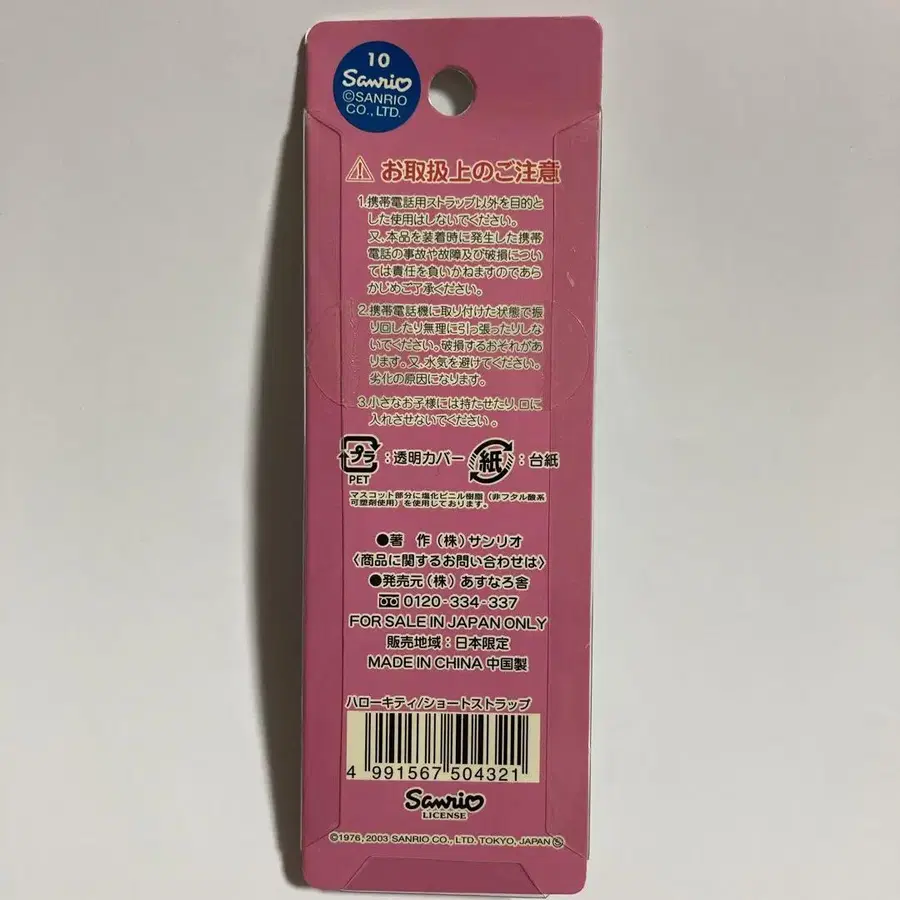 10
Sanrio
©SANRIO
CO., LTD.
⚠ お取扱上のご注意
1.携帯電話用ストラップ以外を目的と
した使用はしないでください。
又、本品を装着時に発生した携帯
電話の事故や故障及び破損につい
ては責任を負いかねますのであら
かじめご了承ください。
2.携帯電話機に取り付けた状態で振
り回したり無理に引っ張ったりしな
いでください。破損するおそれがあ
ります。又、水気を避けてください。
劣化の原因になります。
3.小さなお子様には持たせたり、口に
入れさせないでください。
プラ:透明カバー 紙:台紙
PET
マスコット部分に塩化ビニル樹脂(非フタル酸系
可塑剤使用)を使用しております。
●著 作(株)サンリオ
〈商品に関するお問い合わせは〉
●発売元(株)あすなろ舎
0120-334-337
FOR SALE IN JAPAN ONLY
販売地域:日本限定
MADE IN CHINA 中国製
ハローキティ/ショートストラップ
4 991567 504321
Sanrio
LICENSE
©1976, 2003 SANRIO CO., LTD. TOKYO, JAPAN Ⓢ